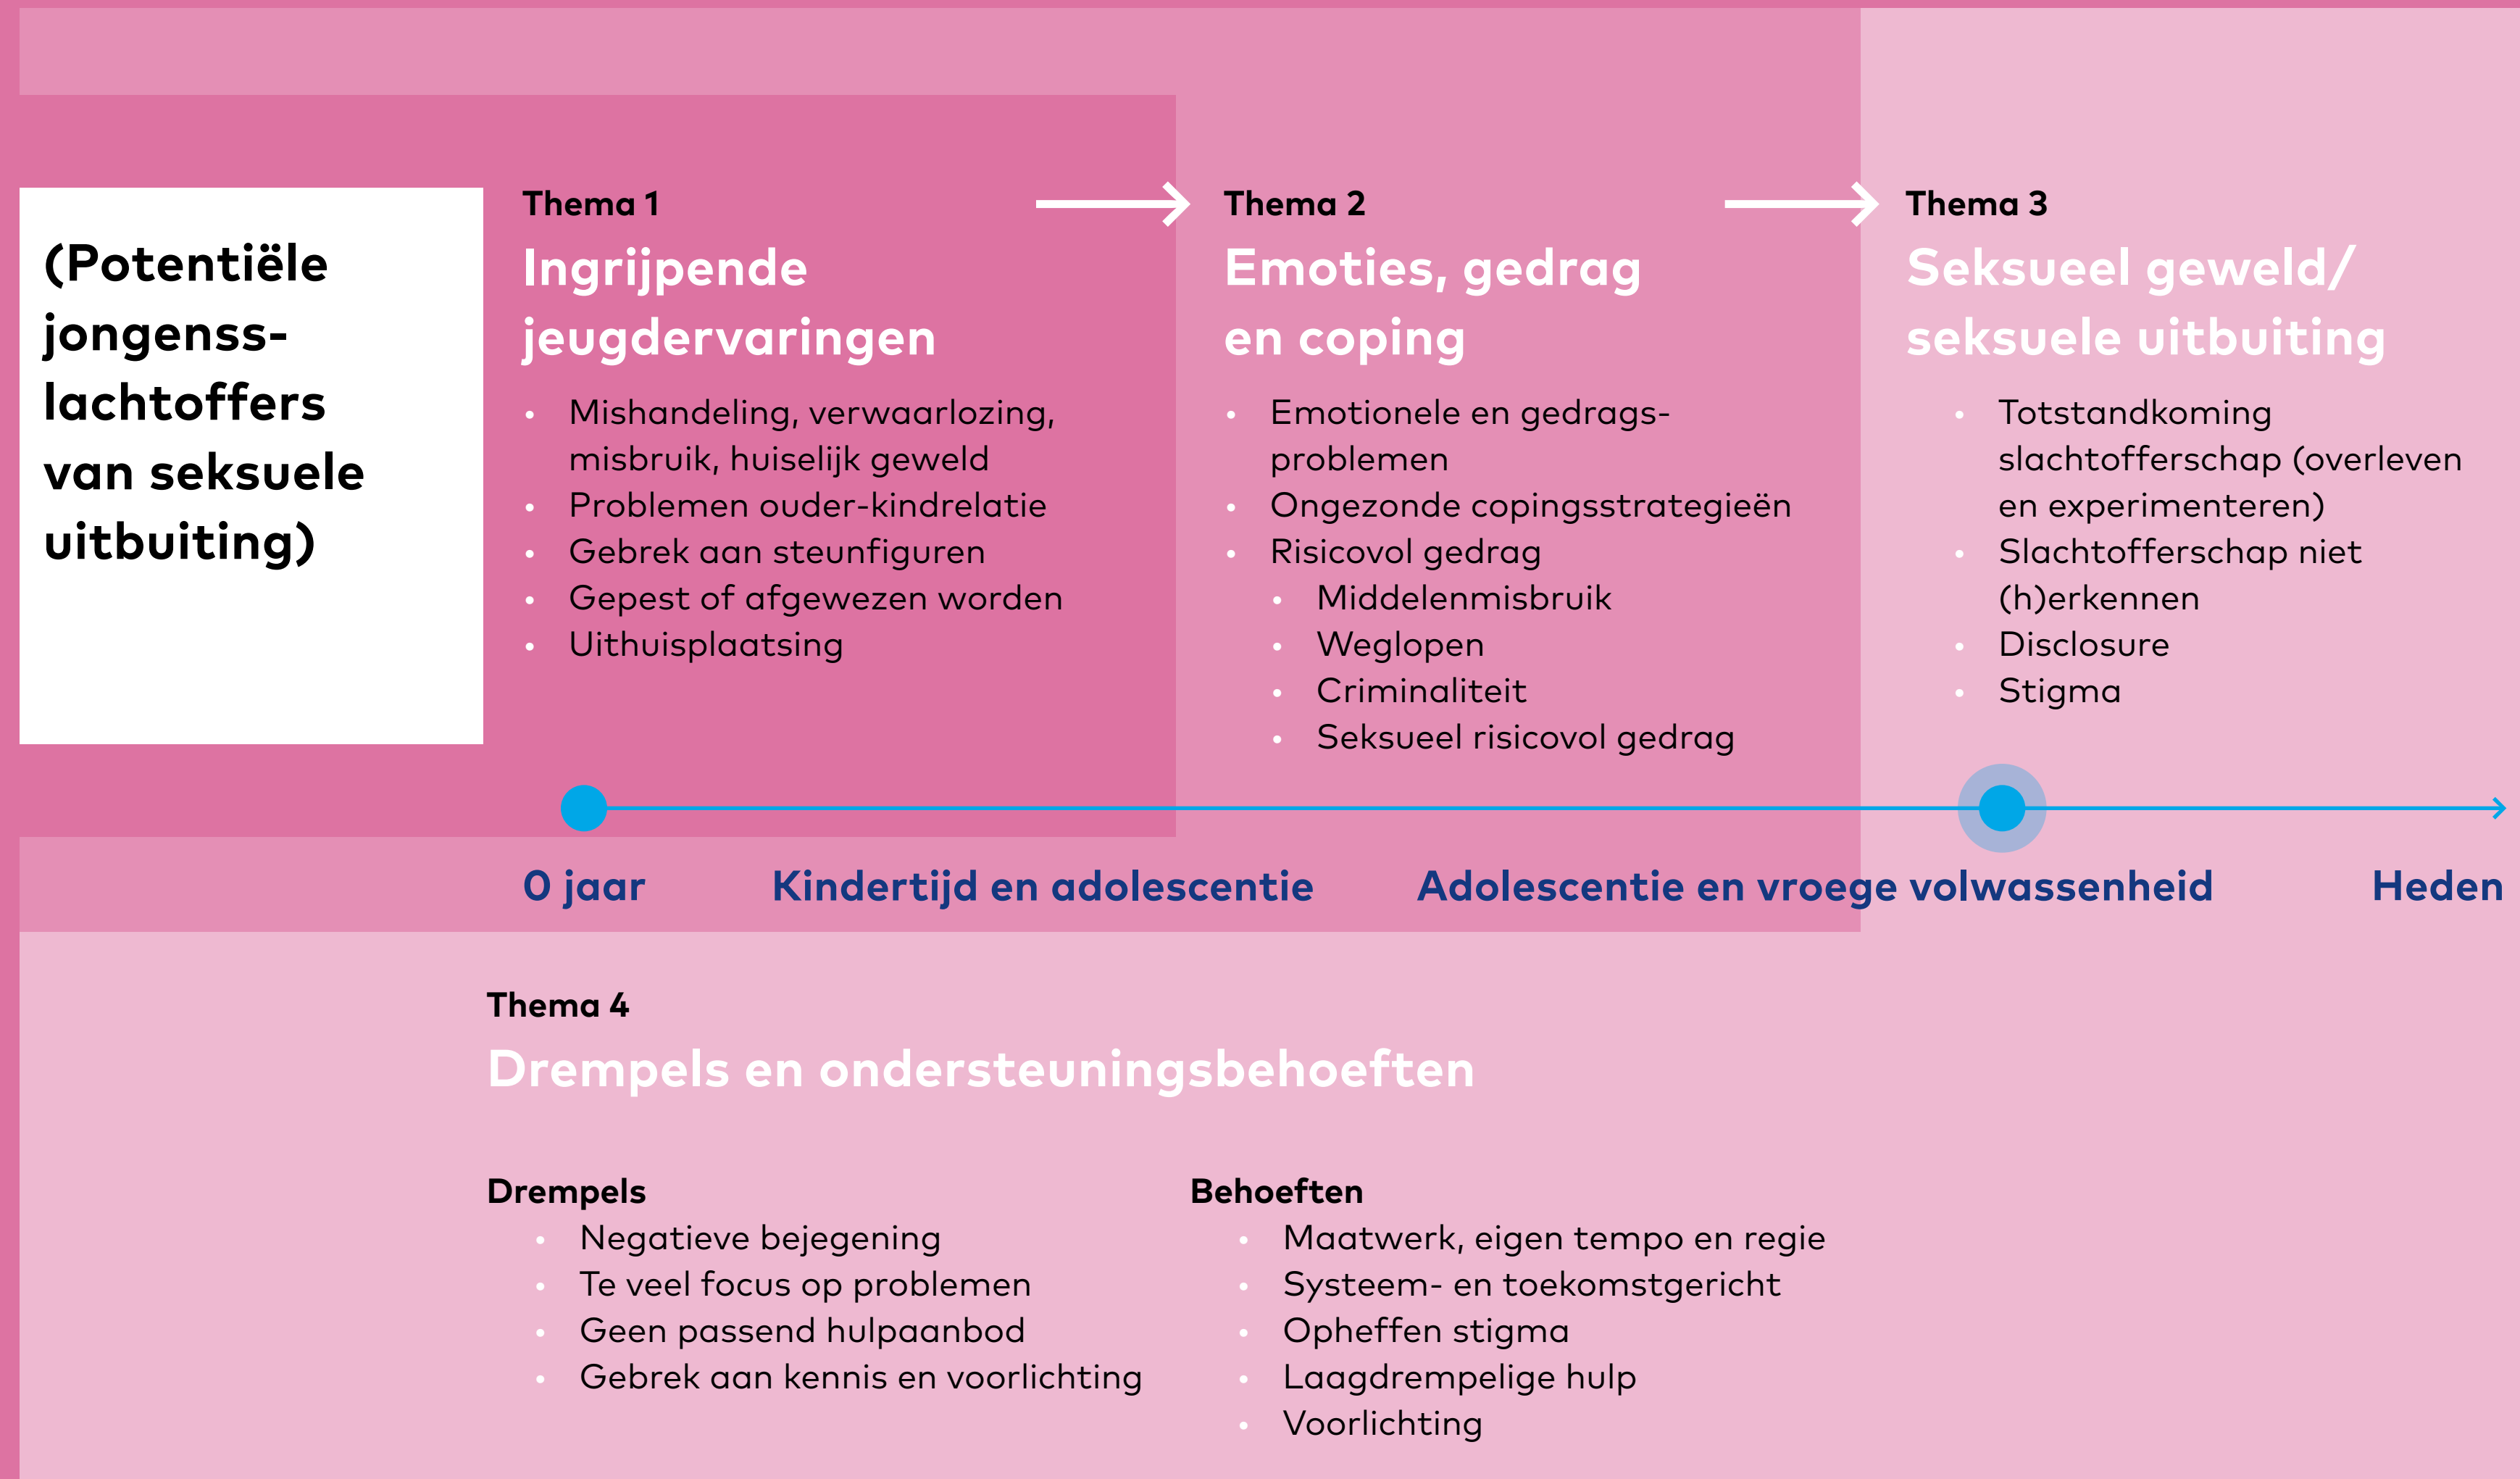 (Potentiële
jongenss-
lachtoffers
van seksuele
uitbuiting)
Thema 1
Ingrijpende
jeugdervaringen
• Mishandeling, verwaarlozing,
misbruik, huiselijk geweld
• Problemen ouder-kindrelatie
• Gebrek aan steunfiguren
• Gepest of afgewezen worden
• Uithuisplaatsing
Thema 2
Emoties, gedrag
en coping
• Emotionele en gedrags-
problemen
• Ongezonde copingsstrategieën
• Risicovol gedrag
• Middelenmisbruik
• Weglopen
• Criminaliteit
• Seksueel risicovol gedrag
Thema 3
Seksueel geweld/
seksuele uitbuiting
• Totstandkoming
slachtofferschap (overleven
en experimenteren)
• Slachtofferschap niet
(h)erkennen
• Disclosure
• Stigma
0 jaar
Kindertijd en adolescentie
Adolescentie en vroege volwassenheid
Heden
Thema 4
Drempels en ondersteuningsbehoeften
Drempels
• Negatieve bejegening
• Te veel focus op problemen
• Geen passend hulpaanbod
• Gebrek aan kennis en voorlichting
Behoeften
• Maatwerk, eigen tempo en regie
• Systeem- en toekomstgericht
• Opheffen stigma
• Laagdrempelige hulp
• Voorlichting